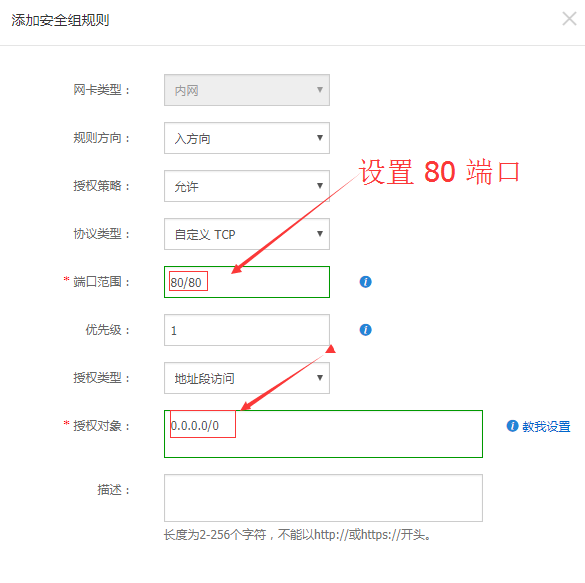 添加安全组规则
网卡类型：
内网
规则方向：
入方向
设置 80 端口
授权策略：
允许
协议类型：
自定义 TCP
* 端口范围：
80/80
优先级：
1
授权类型：
地址段访问
* 授权对象：
0.0.0.0/0
教我设置
描述：
长度为2-256个字符，不能以http://或https://开头。